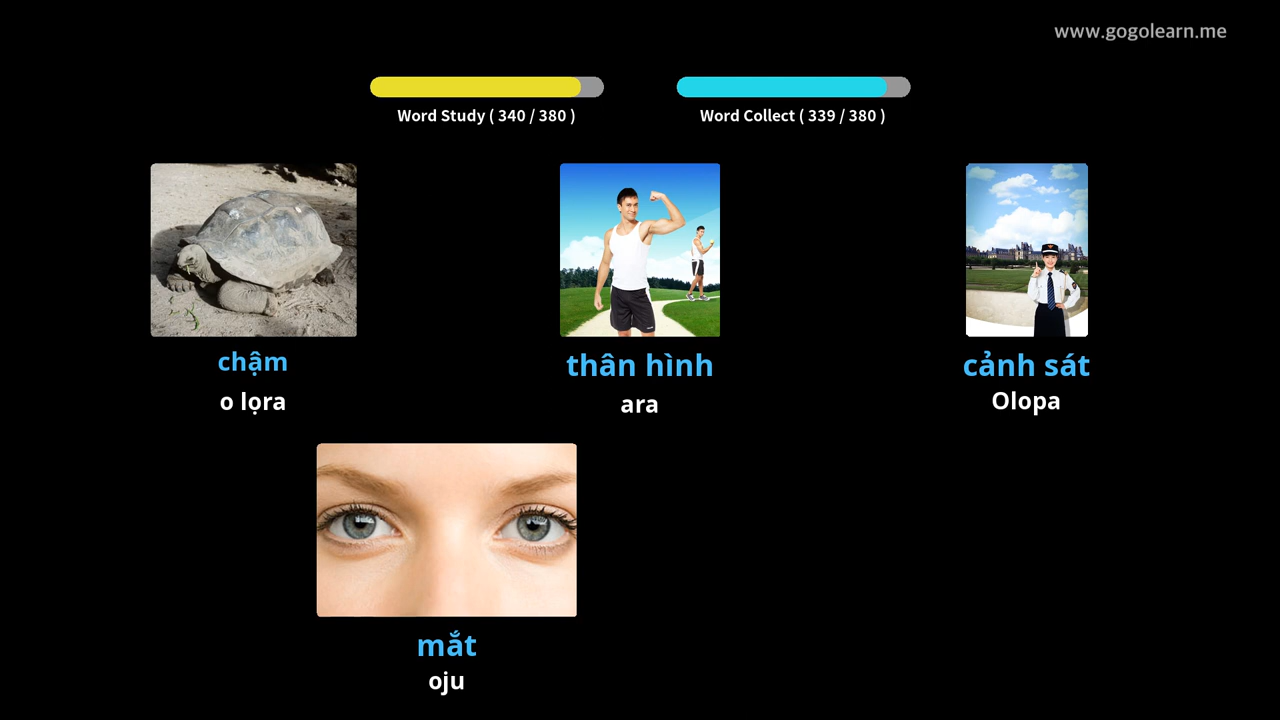 www.gogolearn.me
Word Study ( 340 / 380 )
Word Collect ( 339 / 380 )
chậm
o lọra
thân hình
ara
cảnh sát
Olopa
mắt
oju